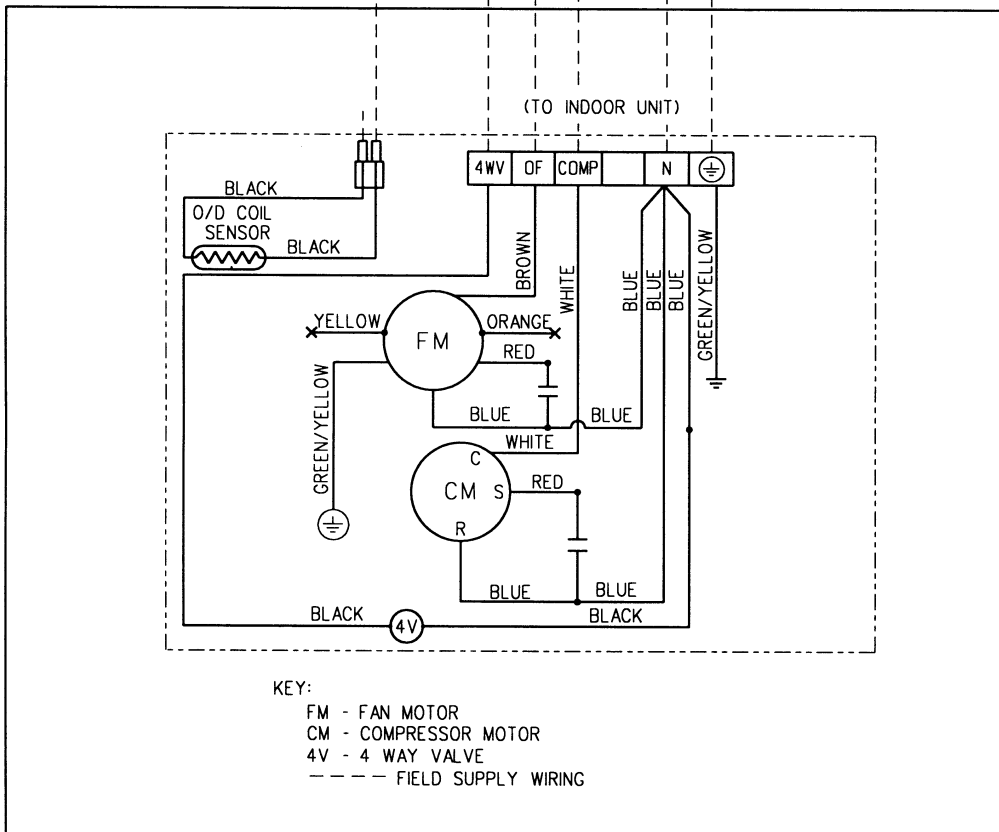 (TO INDOOR UNIT)
4WV OF COMP N
BLACK
O/D COIL
SENSOR
BLACK
BROWN
WHITE
BLUE
BLUE
BLUE
GREEN/YELLOW
YELLOW
FM
ORANGE
RED
GREEN/YELLOW
BLUE
BLUE
WHITE
C
CM S
RED
R
BLUE
BLUE
BLACK
4V
BLACK
KEY:
FM - FAN MOTOR
CM - COMPRESSOR MOTOR
4V - 4 WAY VALVE
---- FIELD SUPPLY WIRING